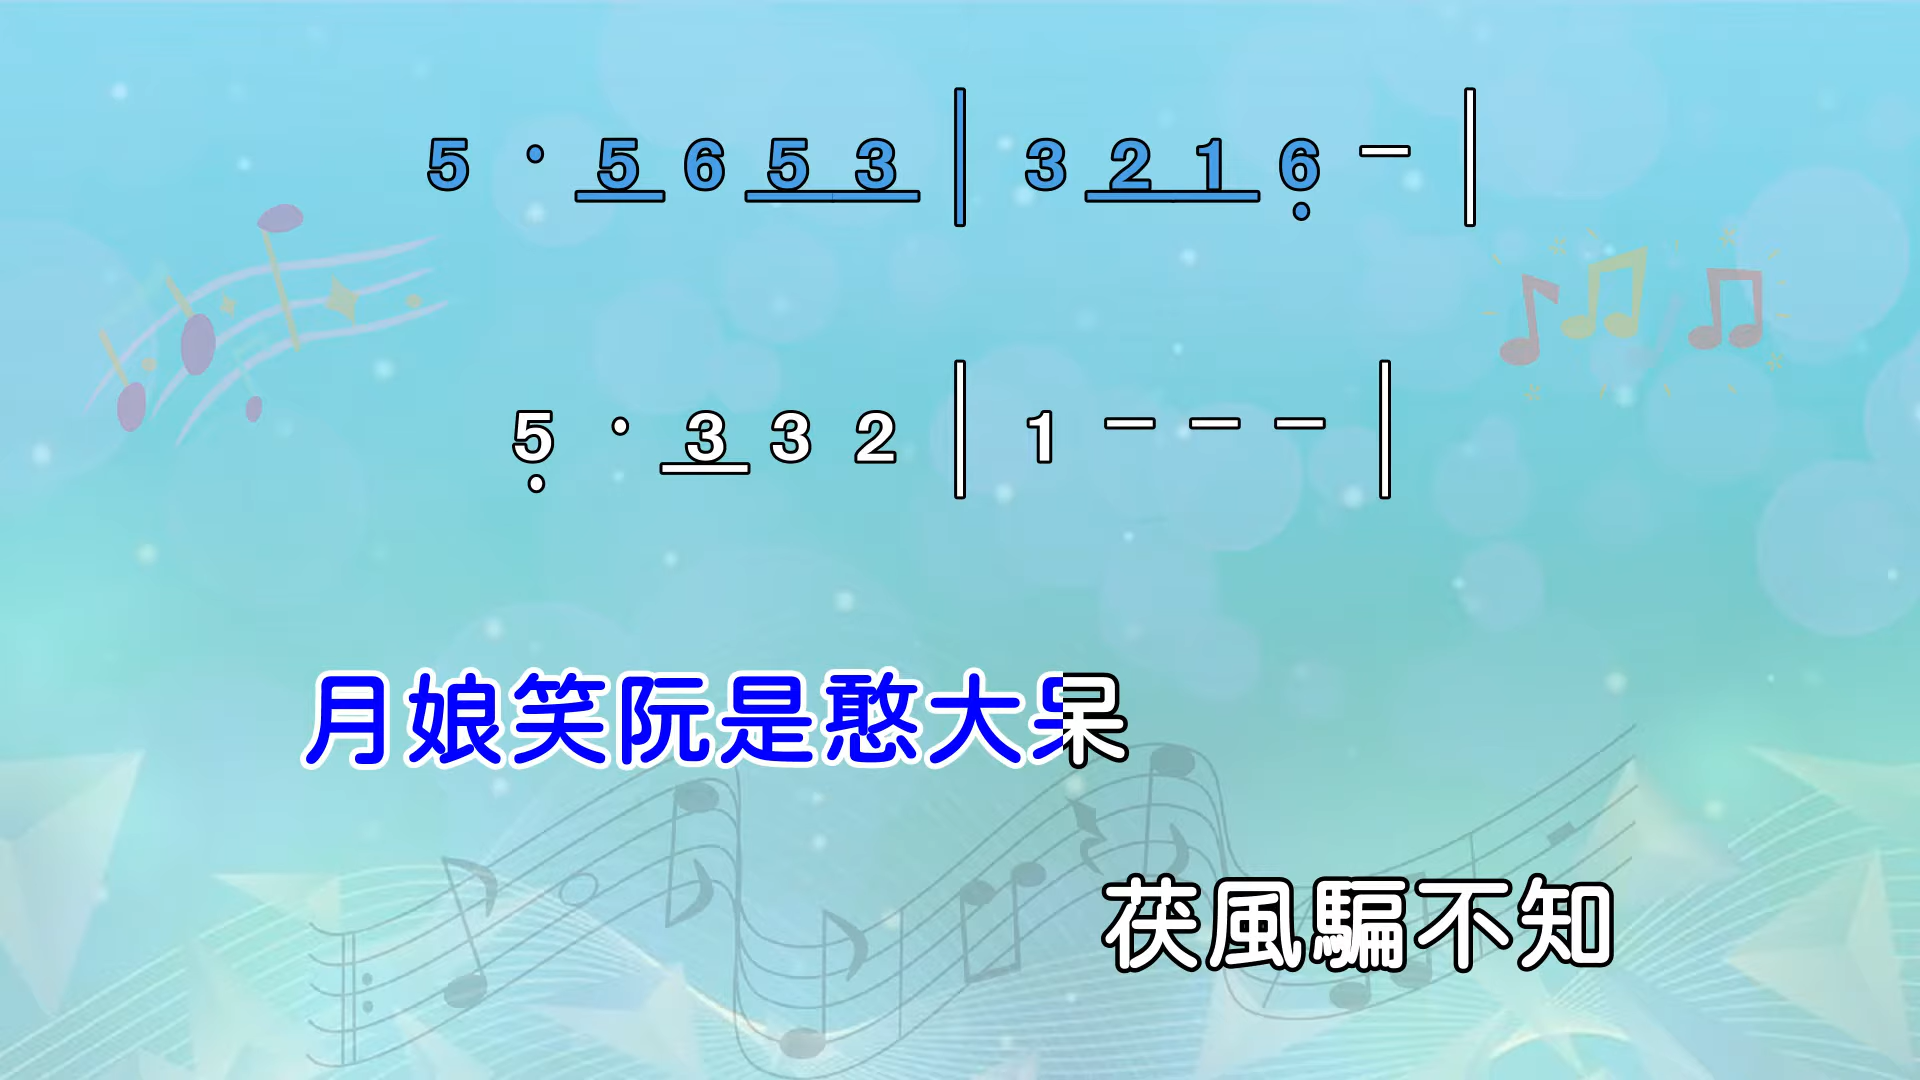 5 · 5 6 5 3 | 3 2 1 6 — |
5 · 3 3 2 | 1 — — — |
月娘笑阮是憨大呆
茯風騙不知